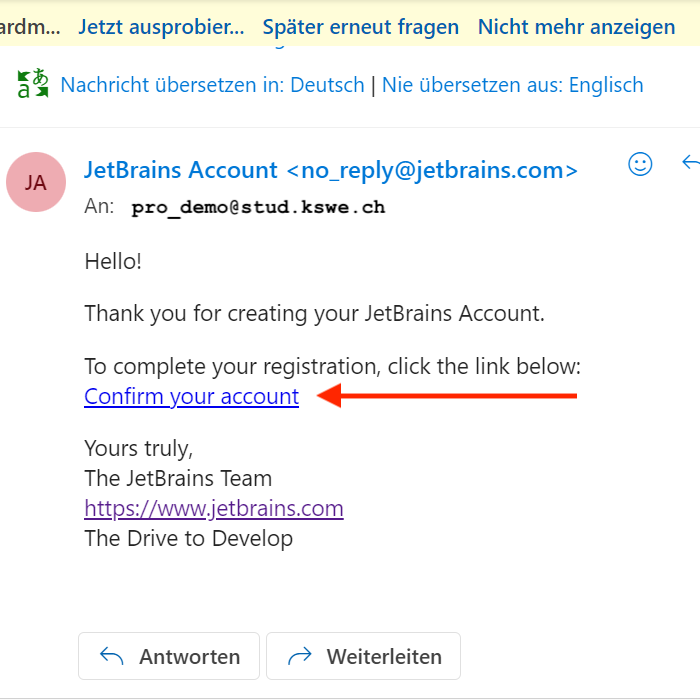 ardm... Jetzt ausprobier... Später erneut fragen Nicht mehr anzeigen
Nachricht übersetzen in: Deutsch | Nie übersetzen aus: Englisch
JA JetBrains Account <no_reply@jetbrains.com>
An: pro_demo@stud.kswe.ch
Hello!
Thank you for creating your JetBrains Account.
To complete your registration, click the link below:
Confirm your account
Yours truly,
The JetBrains Team
https://www.jetbrains.com
The Drive to Develop
Antworten Weiterleiten